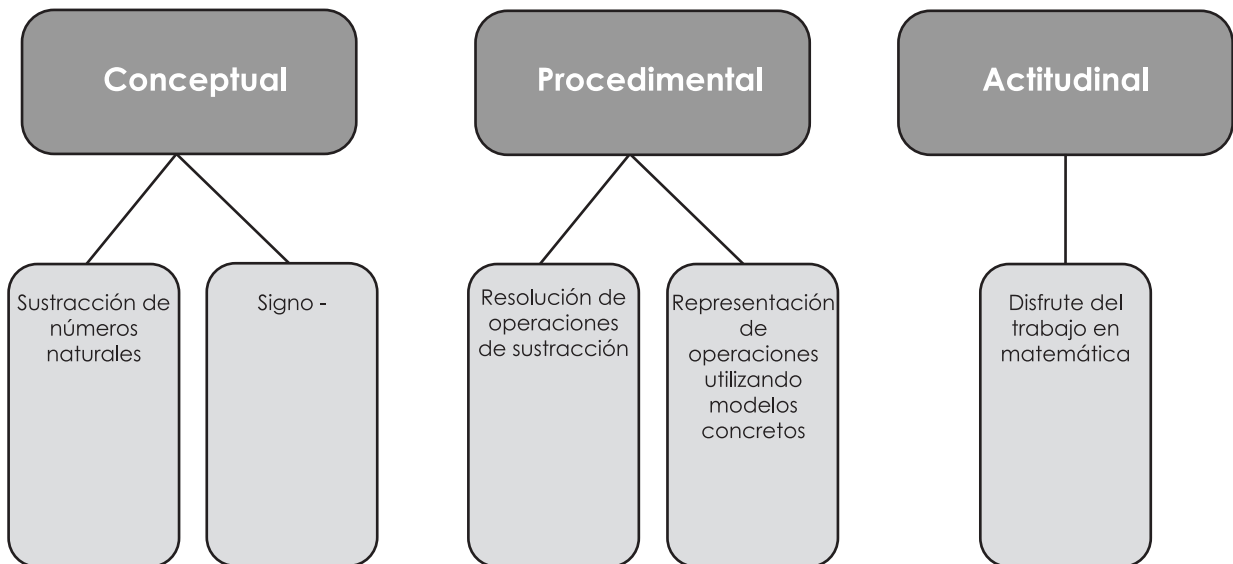 Conceptual
Procedimental
Actitudinal
Sustracción de
números
naturales
Signo -
Resolución de
operaciones
de sustracción
Representación
de
operaciones
utilizando
modelos
concretos
Disfrute del
trabajo en
matemática